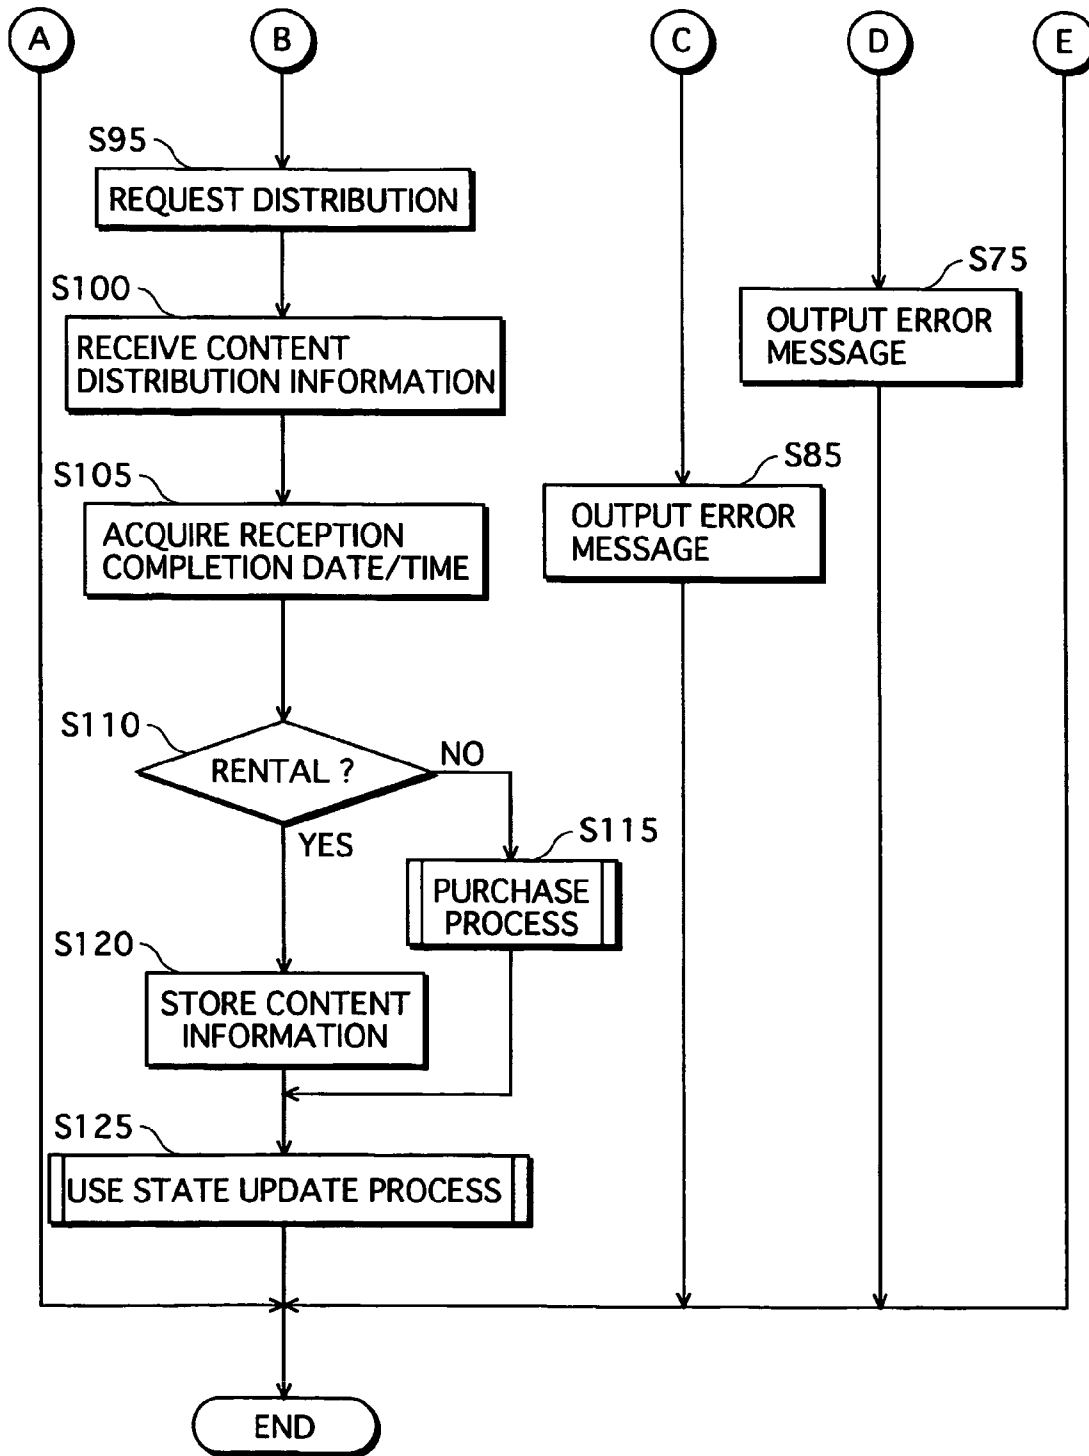 A
B
C
D
E
S95
REQUEST DISTRIBUTION
S75
OUTPUT ERROR
MESSAGE
S100
RECEIVE CONTENT
DISTRIBUTION INFORMATION
S85
OUTPUT ERROR
MESSAGE
S105
ACQUIRE RECEPTION
COMPLETION DATE/TIME
S110
RENTAL ?
NO
YES
S115
PURCHASE
PROCESS
S120
STORE CONTENT
INFORMATION
S125
USE STATE UPDATE PROCESS
END